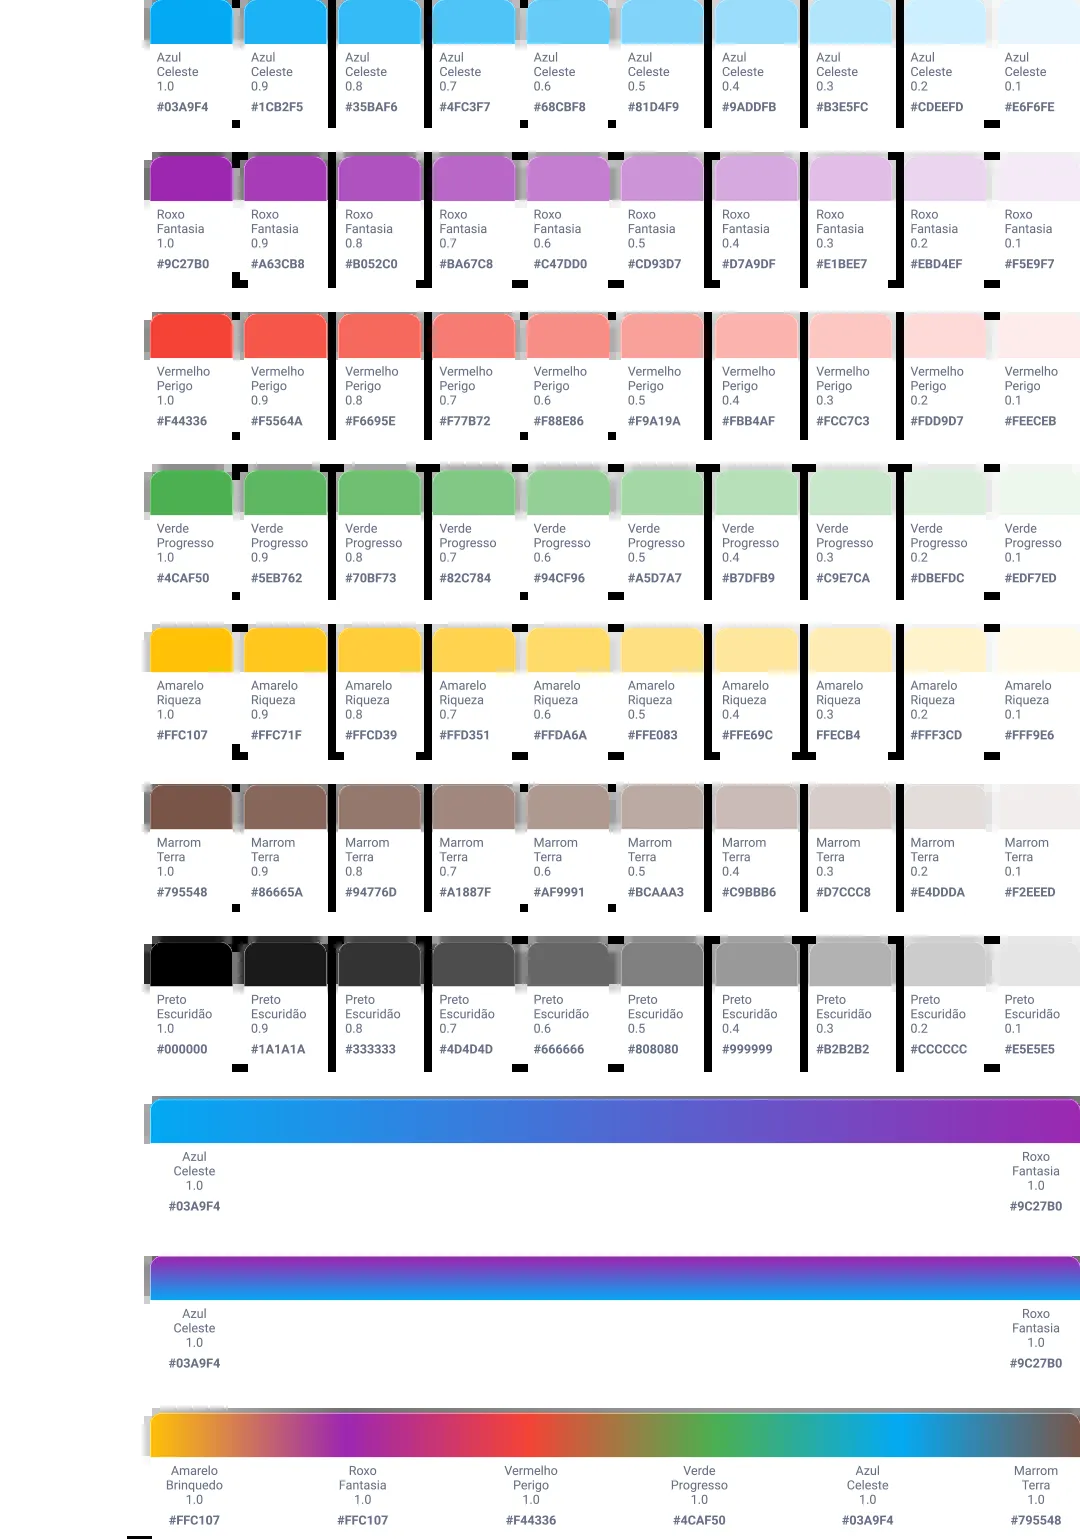 Azul Azul Azul Azul Azul Azul Azul Azul Azul Azul
Celeste Celeste Celeste Celeste Celeste Celeste Celeste Celeste Celeste Celeste
1.0 0.9 0.8 0.7 0.6 0.5 0.4 0.3 0.2 0.1
#03A9F4 #1CB2F5 #35BAF6 #4FC3F7 #68CBF8 #81D4F9 #9ADDFB #B3E5FC #CDEEFD #E6F6FE
Roxo Roxo Roxo Roxo Roxo Roxo Roxo Roxo Roxo Roxo
Fantasia Fantasia Fantasia Fantasia Fantasia Fantasia Fantasia Fantasia Fantasia Fantasia
1.0 0.9 0.8 0.7 0.6 0.5 0.4 0.3 0.2 0.1
#9C27B0 #A63CB8 #B052C0 #BA67C8 #C47DD0 #CD93D7 #D7A9DF #E1BEE7 #EBD4EF #F5E9F7
Vermelho Vermelho Vermelho Vermelho Vermelho Vermelho Vermelho Vermelho Vermelho Vermelho
Perigo Perigo Perigo Perigo Perigo Perigo Perigo Perigo Perigo Perigo
1.0 0.9 0.8 0.7 0.6 0.5 0.4 0.3 0.2 0.1
#F44336 #F5564A #F6695E #F77B72 #F88E86 #F9A19A #FBB4AF #FCC7C3 #FDD9D7 #FEECEB
Verde Verde Verde Verde Verde Verde Verde Verde Verde Verde
Progresso Progresso Progresso Progresso Progresso Progresso Progresso Progresso Progresso Progresso
1.0 0.9 0.8 0.7 0.6 0.5 0.4 0.3 0.2 0.1
#4CAF50 #5EB762 #70BF73 #82C784 #94CF96 #A5D7A7 #B7DFB9 #C9E7CA #DBEFDC #EDF7ED
Amarelo Amarelo Amarelo Amarelo Amarelo Amarelo Amarelo Amarelo Amarelo Amarelo
Riqueza Riqueza Riqueza Riqueza Riqueza Riqueza Riqueza Riqueza Riqueza Riqueza
1.0 0.9 0.8 0.7 0.6 0.5 0.4 0.3 0.2 0.1
#FFC107 #FFC71F #FFCD39 #FFD351 #FFDA6A #FFE083 #FFE69C FFECB4 #FFF3CD #FFF9E6
Marrom Marrom Marrom Marrom Marrom Marrom Marrom Marrom Marrom Marrom
Terra Terra Terra Terra Terra Terra Terra Terra Terra Terra
1.0 0.9 0.8 0.7 0.6 0.5 0.4 0.3 0.2 0.1
#795548 #86665A #94776D #A1887F #AF9991 #BCAAA3 #C9BBB6 #D7CCC8 #E4DDDA #F2EEED
Preto Preto Preto Preto Preto Preto Preto Preto Preto Preto
Escuridão Escuridão Escuridão Escuridão Escuridão Escuridão Escuridão Escuridão Escuridão Escuridão
1.0 0.9 0.8 0.7 0.6 0.5 0.4 0.3 0.2 0.1
#000000 #1A1A1A #333333 #4D4D4D #666666 #808080 #999999 #B2B2B2 #CCCCCC #E5E5E5
Azul Roxo
Celeste Fantasia
1.0 1.0
#03A9F4 #9C27B0
Azul Roxo
Celeste Fantasia
1.0 1.0
#03A9F4 #9C27B0
Amarelo Roxo Vermelho Verde Azul Marrom
Brinquedo Fantasia Perigo Progresso Celeste Terra
1.0 1.0 1.0 1.0 1.0 1.0
#FFC107 #FFC107 #F44336 #4CAF50 #03A9F4 #795548